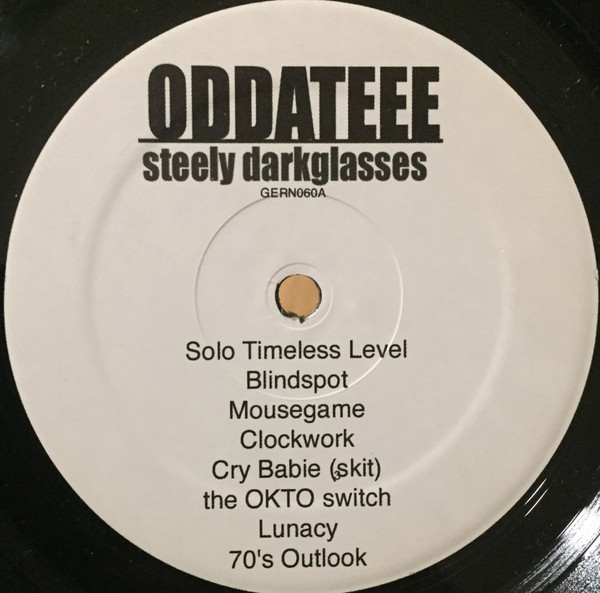 ODDATEEE
steely darkglasses
GERN060A
Solo Timeless Level
Blindspot
Mousegame
Clockwork
Cry Babie (skit)
the OKTO switch
Lunacy
70's Outlook